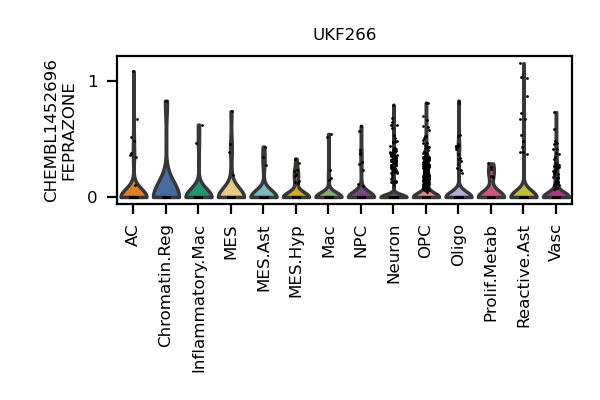 UKF266
CHEMBL1452696
FEPRAZONE
1
0
AC
Chromatin.Reg
Inflammatory.Mac
MES
MES.Ast
MES.Hyp
Mac
NPC
Neuron
OPC
Oligo
Prolif.Metab
Reactive.Ast
Vasc